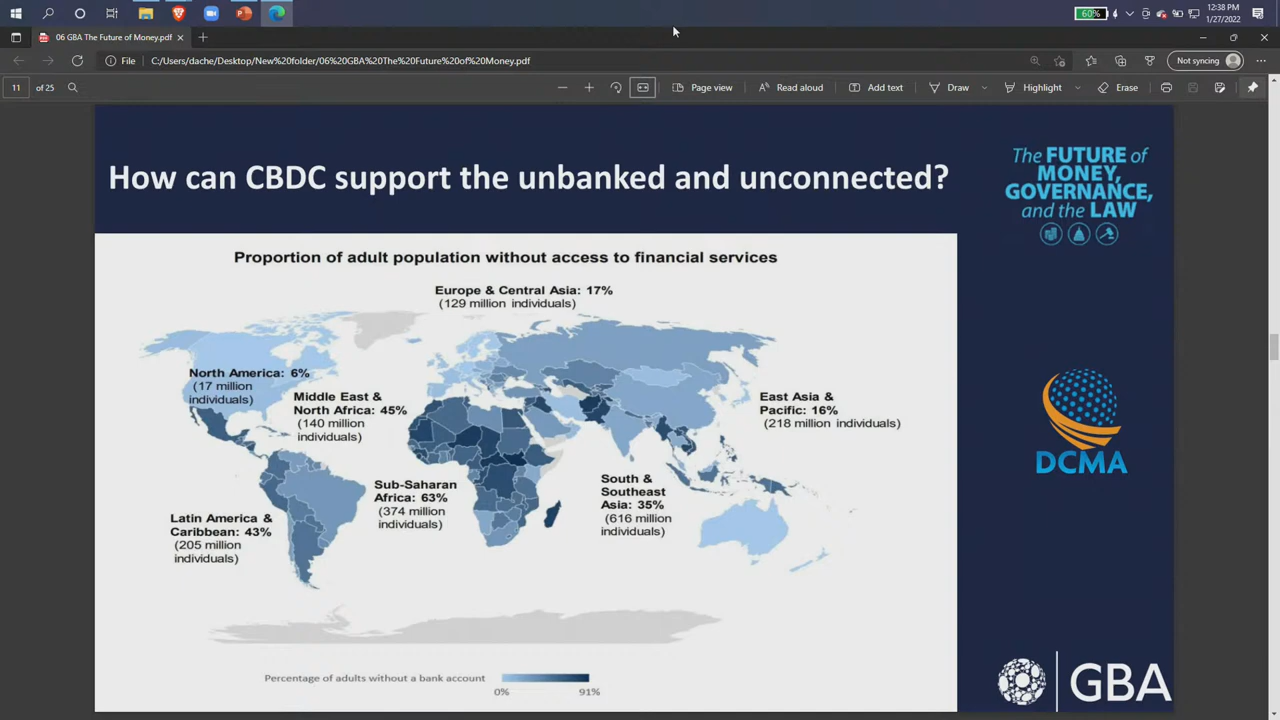 60%
12:38 PM
1/27/2022
06 GBA The Future of Money.pdf
File
C:/Users/dache/Desktop/New%20folder/06%20GBA%20The%20Future%20of%20Money.pdf
Not syncing
11 of 25
Page view
Read aloud
Add text
Draw
Highlight
Erase
How can CBDC support the unbanked and unconnected?
The FUTURE of
MONEY,
GOVERNANCE,
and the LAW
Proportion of adult population without access to financial services
Europe & Central Asia: 17%
(129 million individuals)
North America: 6%
(17 million
individuals)
Middle East &
North Africa: 45%
(140 million
individuals)
East Asia &
Pacific: 16%
(218 million individuals)
Sub-Saharan
Africa: 63%
(374 million
individuals)
South &
Southeast
Asia: 35%
(616 million
individuals)
Latin America &
Caribbean: 43%
(205 million
individuals)
DCMA
Percentage of adults without a bank account
0%
91%
GBA